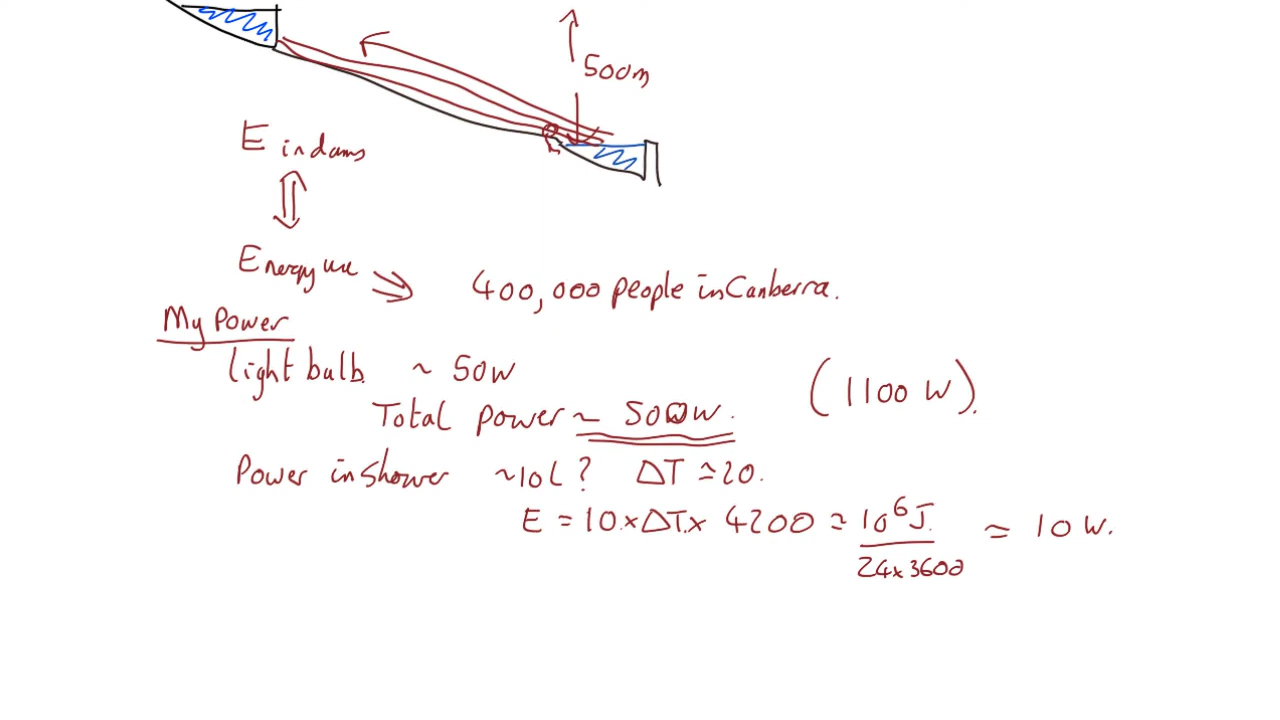 500m
E in dams
Energy use
400,000 people in Canberra.
My Power
light bulb ~ 50W
(1100 W).
Total power ~ 500W.
Power in shower ~10L? ΔT ≃20.
E = 10.×ΔT.× 4200 ≃ 10⁶J. ≃ 10 W.
24×3600